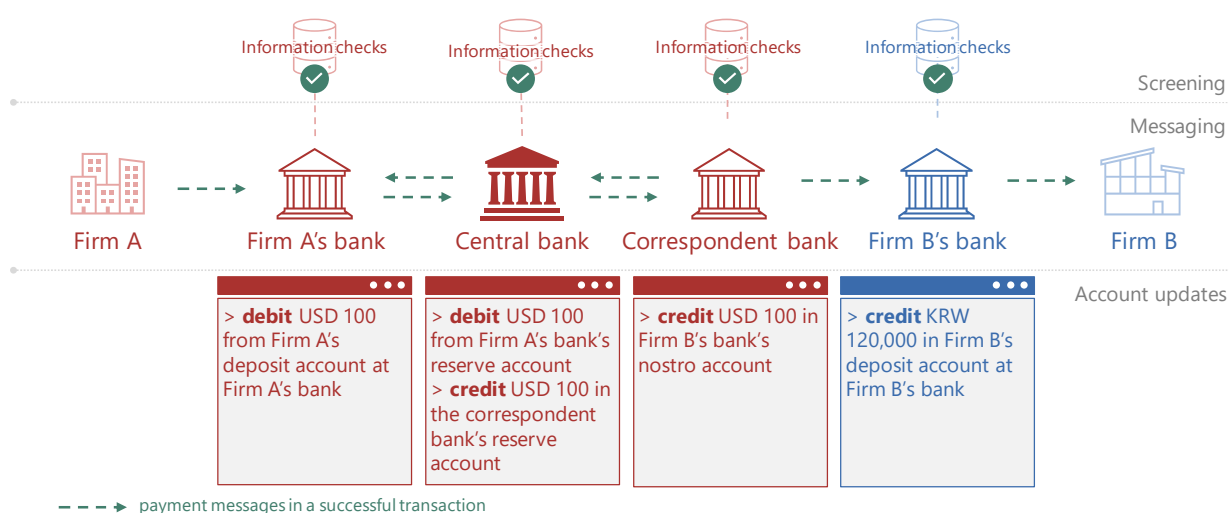 Information checks
Information checks
Information checks
Information checks
Screening
Messaging
Firm A
Firm A's bank
Central bank
Correspondent bank
Firm B's bank
Firm B
Account updates
> debit USD 100
from Firm A's
deposit account at
Firm A's bank
> debit USD 100
from Firm A's bank's
reserve account
> credit USD 100 in
the correspondent
bank's reserve
account
> credit USD 100 in
Firm B's bank's
nostro account
> credit KRW
120,000 in Firm B's
deposit account at
Firm B's bank
payment messages in a successful transaction